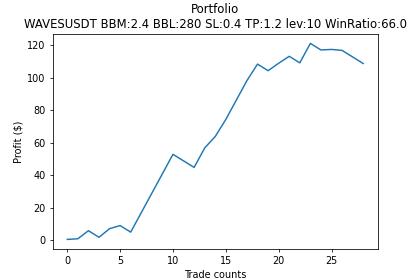 Portfolio
WAVESUSDT BBM:2.4 BBL:280 SL:0.4 TP:1.2 lev:10 WinRatio:66.0
120
100
80
60
40
20
0
Profit ($)
0 5 10 15 20 25
Trade counts